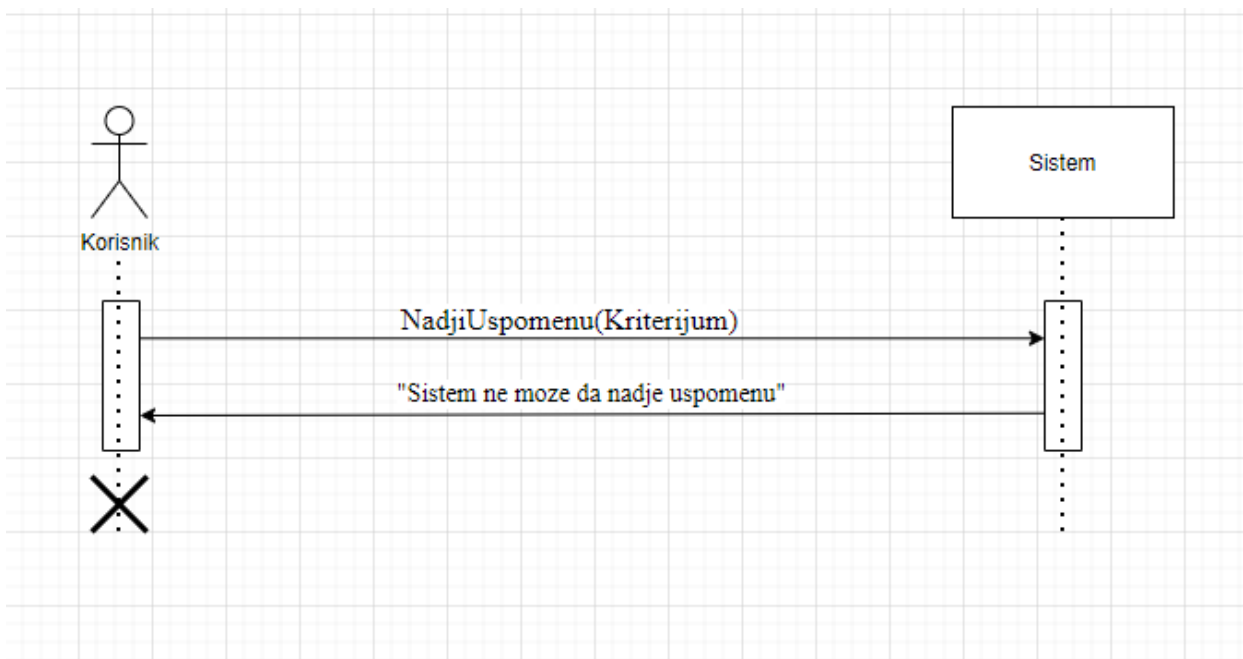 Sistem
Korisnik
NadjiUspomenu(Kriterijum)
"Sistem ne moze da nadje uspomenu"